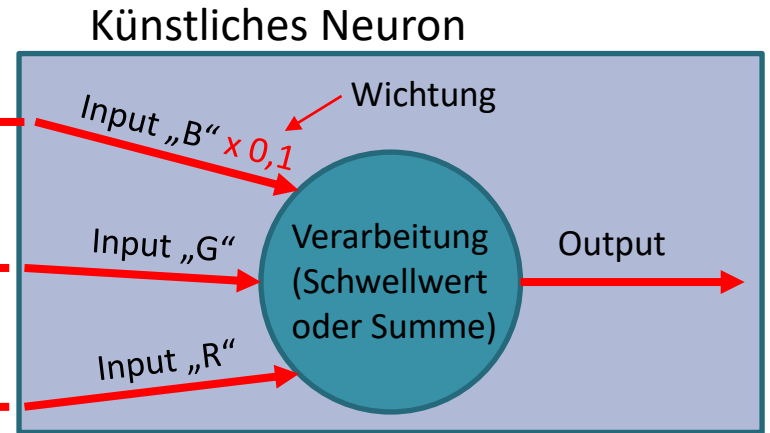 Künstliches Neuron
Wichtung
Input „B“ x 0,1
Input „G“
Verarbeitung
(Schwellwert
oder Summe)
Output
Input „R“